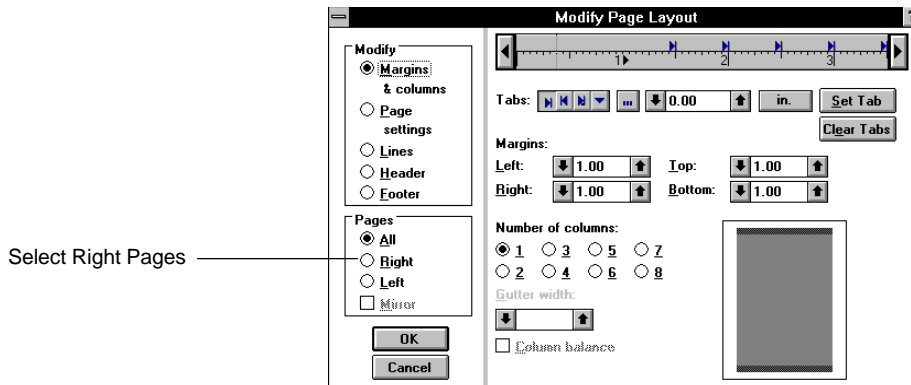 Modify Page Layout
Modify
Margins
& columns
Page
settings
Lines
Header
Footer
Pages
All
Right
Left
Mirror
OK
Cancel
Select Right Pages
1 2 3
Tabs: ... 0.00 in. Set Tab
Clear Tabs
Margins:
Left: 1.00 Top: 1.00
Right: 1.00 Bottom: 1.00
Number of columns:
1 3 5 7
2 4 6 8
Gutter width:
Column balance